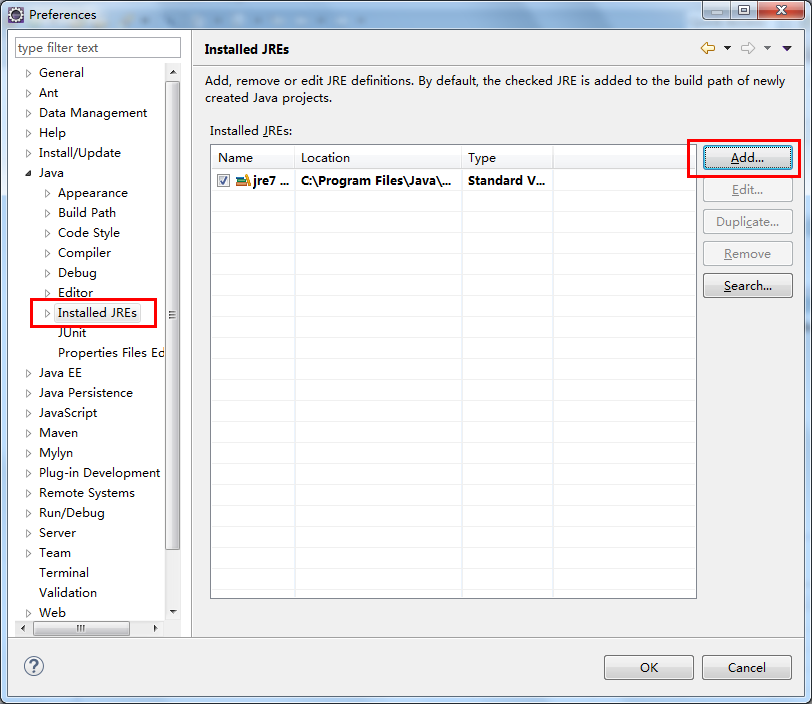 Preferences
type filter text
General
Ant
Data Management
Help
Install/Update
Java
Appearance
Build Path
Code Style
Compiler
Debug
Editor
Installed JREs
JUnit
Properties Files Ed
Java EE
Java Persistence
JavaScript
Maven
Mylyn
Plug-in Development
Remote Systems
Run/Debug
Server
Team
Terminal
Validation
Web
Installed JREs
Add, remove or edit JRE definitions. By default, the checked JRE is added to the build path of newly
created Java projects.
Installed JREs:
Name Location Type
jre7 ... C:\Program Files\Java\... Standard V...
Add...
Edit...
Duplicate...
Remove
Search...
?
OK Cancel